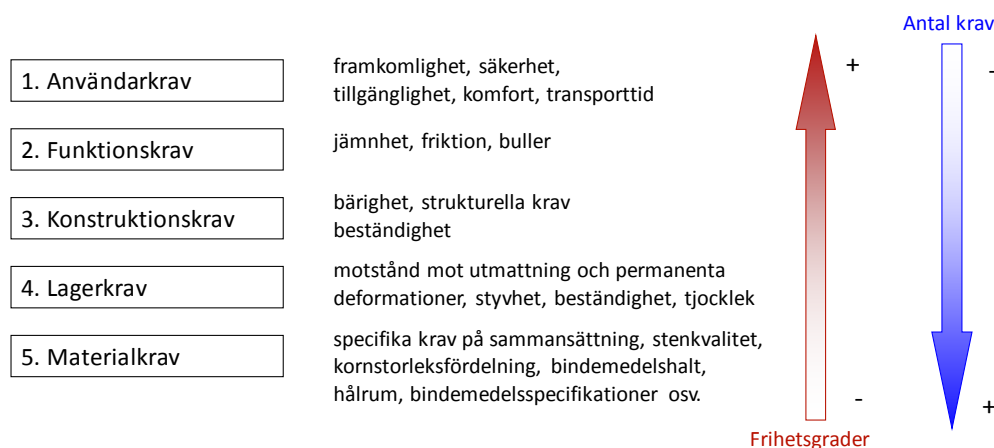 Antal krav
1. Användarkrav
framkomlighet, säkerhet,
tillgänglighet, komfort, transporttid
+
-
2. Funktionskrav
jämnhet, friktion, buller
3. Konstruktionskrav
bärighet, strukturella krav
beständighet
4. Lagerkrav
motstånd mot utmattning och permanenta
deformationer, styvhet, beständighet, tjocklek
5. Materialkrav
specifika krav på sammansättning, stenkvalitet,
kornstorleksfördelning, bindemedelshalt,
hålrum, bindemedelsspecifikationer osv.
-
+
Frihetsgrader